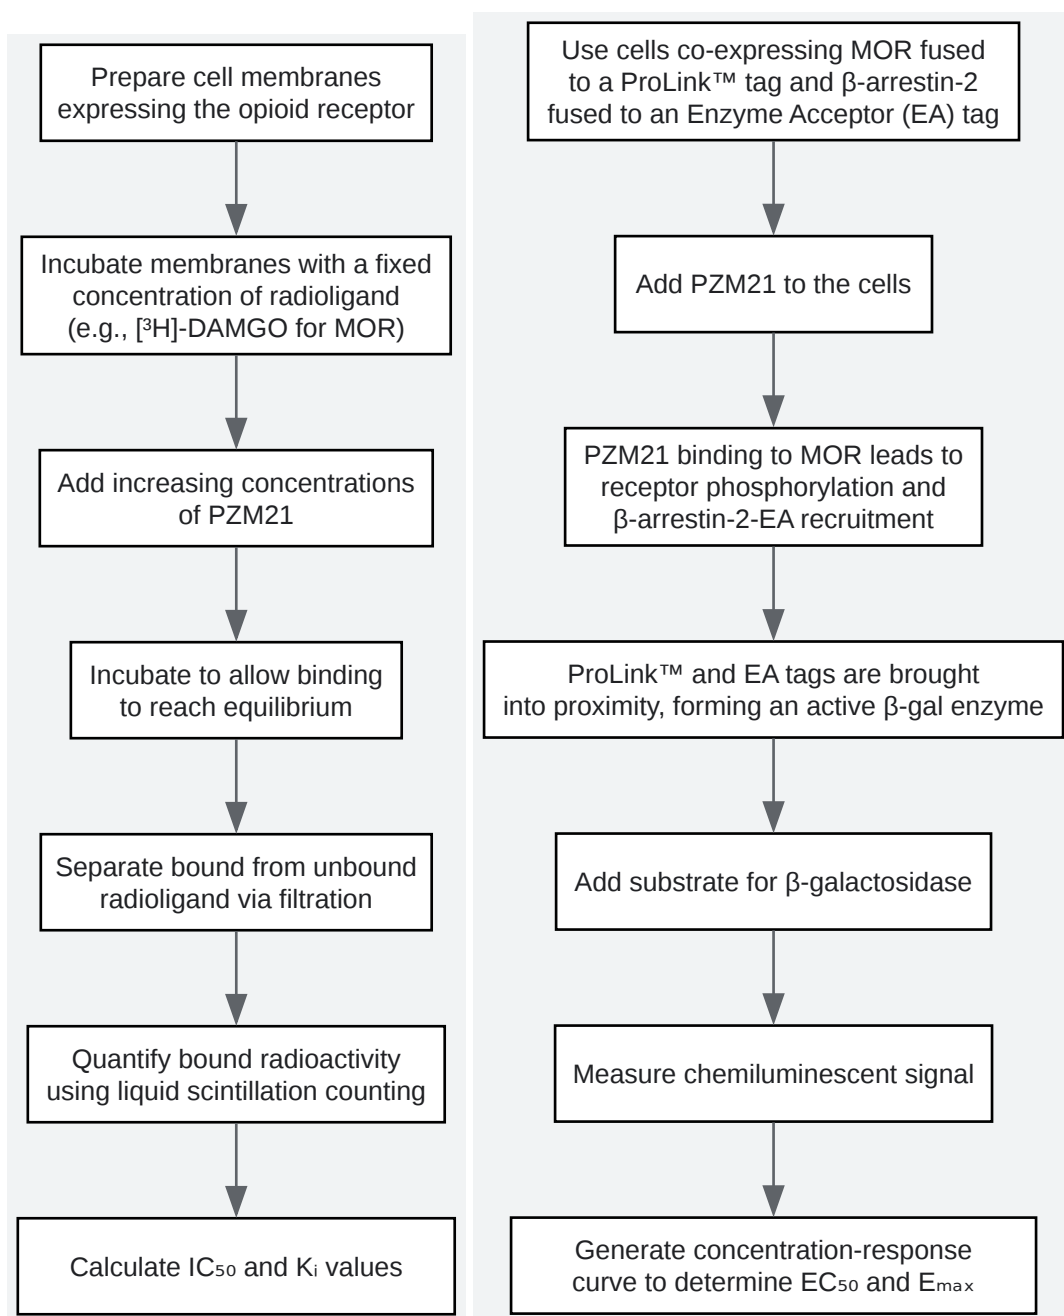 Prepare cell membranes
expressing the opioid receptor
Incubate membranes with a fixed
concentration of radioligand
(e.g., [³H]-DAMGO for MOR)
Add increasing concentrations
of PZM21
Incubate to allow binding
to reach equilibrium
Separate bound from unbound
radioligand via filtration
Quantify bound radioactivity
using liquid scintillation counting
Calculate IC₅₀ and Kᵢ values
Use cells co-expressing MOR fused
to a ProLink™ tag and β-arrestin-2
fused to an Enzyme Acceptor (EA) tag
Add PZM21 to the cells
PZM21 binding to MOR leads to
receptor phosphorylation and
β-arrestin-2-EA recruitment
ProLink™ and EA tags are brought
into proximity, forming an active β-gal enzyme
Add substrate for β-galactosidase
Measure chemiluminescent signal
Generate concentration-response
curve to determine EC₅₀ and Eₘₐₓ